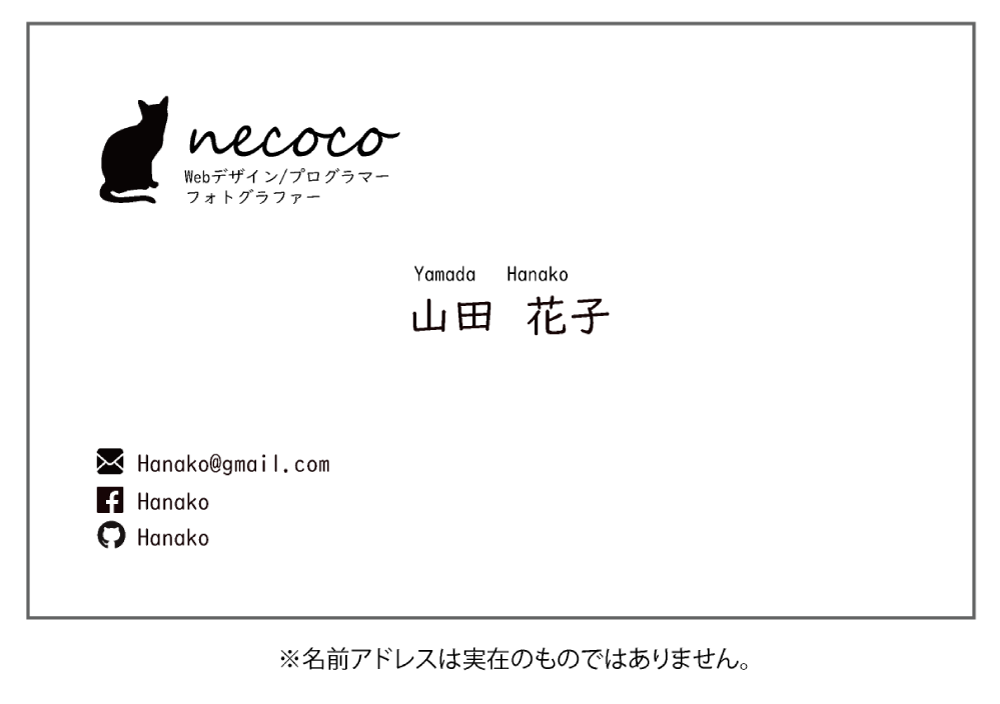 necoco
Webデザイン/プログラマー
フォトグラファー
Yamada Hanako
山田 花子
Hanako@gmail.com
Hanako
Hanako
※名前アドレスは実在のものではありません。